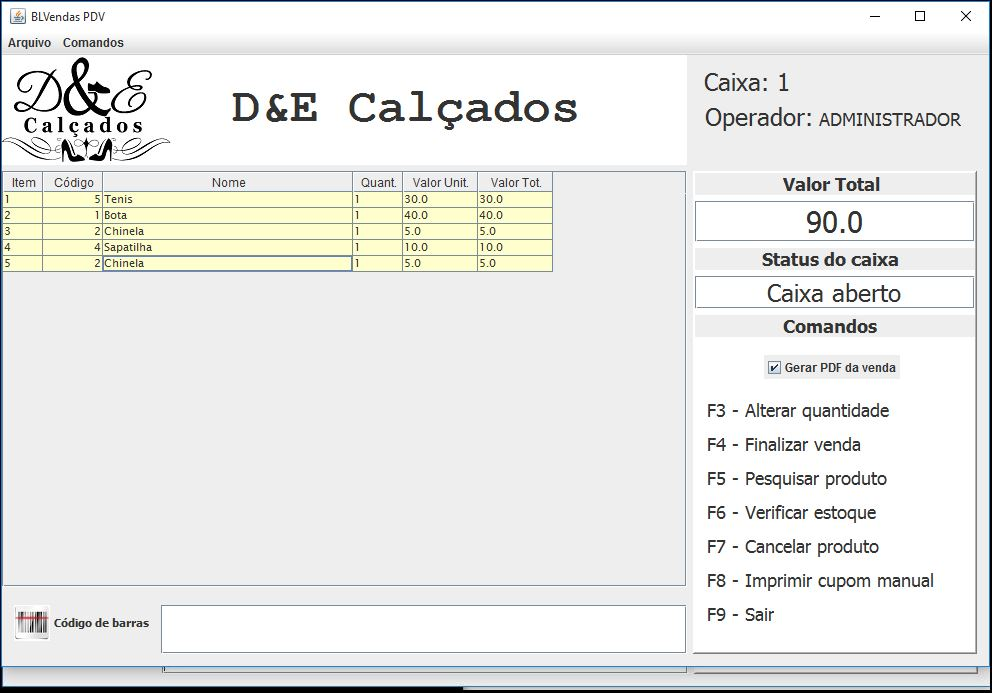 BLVendas PDV
Arquivo Comandos
D&E
Calçados
D&E Calçados
Caixa: 1
Operador: ADMINISTRADOR
Item Código Nome Quant. Valor Unit. Valor Tot.
1 5 Tenis 1 30.0 30.0
2 1 Bota 1 40.0 40.0
3 2 Chinela 1 5.0 5.0
4 4 Sapatilha 1 10.0 10.0
5 2 Chinela 1 5.0 5.0
Valor Total
90.0
Status do caixa
Caixa aberto
Comandos
Gerar PDF da venda
F3 - Alterar quantidade
F4 - Finalizar venda
F5 - Pesquisar produto
F6 - Verificar estoque
F7 - Cancelar produto
F8 - Imprimir cupom manual
F9 - Sair
Código de barras